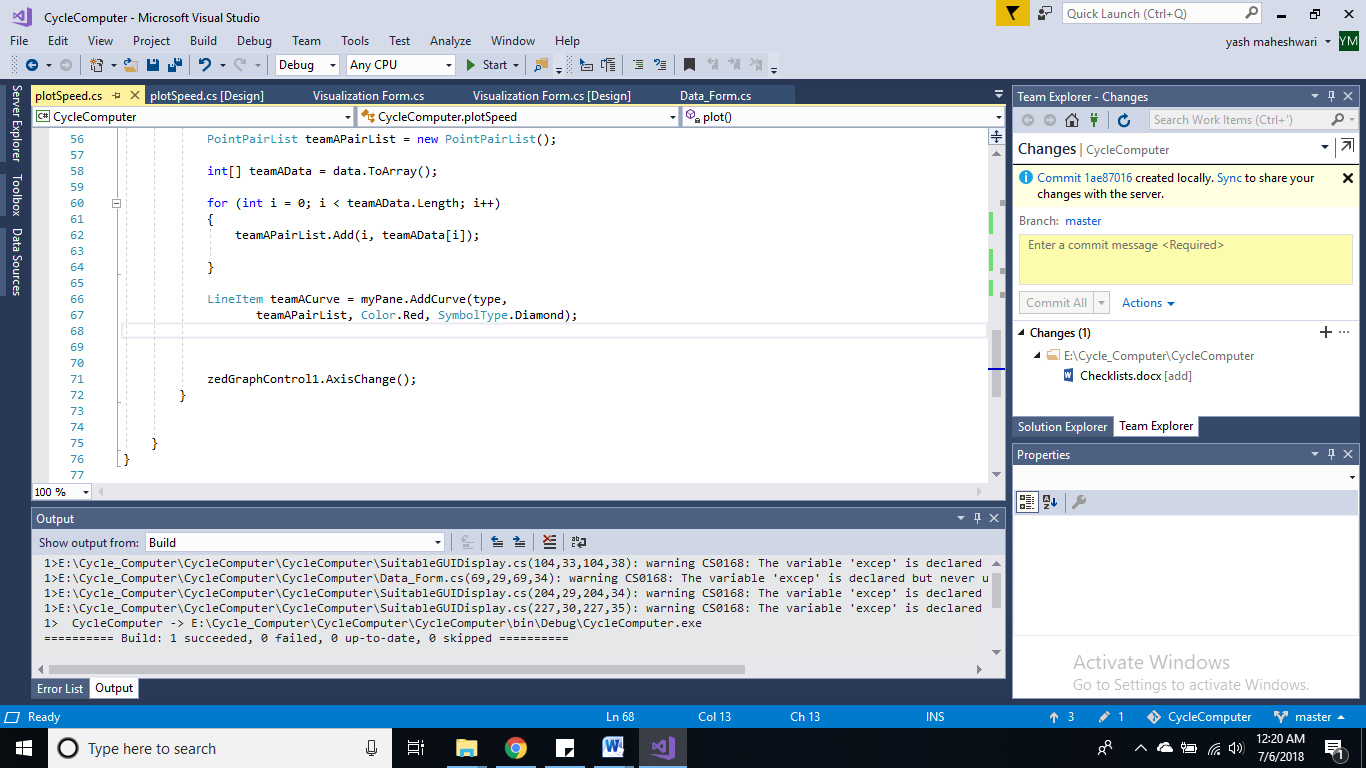 CycleComputer - Microsoft Visual Studio
Quick Launch (Ctrl+Q)
File Edit View Project Build Debug Team Tools Test Analyze Window Help
yash maheshwari YM
Debug Any CPU Start
Server Explorer
Toolbox
Data Sources
plotSpeed.cs plotSpeed.cs [Design] Visualization Form.cs Visualization Form.cs [Design] Data_Form.cs
C# CycleComputer CycleComputer.plotSpeed plot()
56 PointPairList teamAPairList = new PointPairList();
57
58 int[] teamAData = data.ToArray();
59
60 for (int i = 0; i < teamAData.Length; i++)
61 {
62 teamAPairList.Add(i, teamAData[i]);
63
64 }
65
66 LineItem teamACurve = myPane.AddCurve(type,
67 teamAPairList, Color.Red, SymbolType.Diamond);
68
69
70
71 zedGraphControl1.AxisChange();
72 }
73
74
75 }
76 }
77
100 %
Output
Show output from: Build
1>E:\Cycle_Computer\CycleComputer\CycleComputer\SuitableGUIDisplay.cs(104,33,104,38): warning CS0168: The variable 'excep' is declared
1>E:\Cycle_Computer\CycleComputer\CycleComputer\Data_Form.cs(69,29,69,34): warning CS0168: The variable 'excep' is declared but never u
1>E:\Cycle_Computer\CycleComputer\CycleComputer\SuitableGUIDisplay.cs(204,29,204,34): warning CS0168: The variable 'excep' is declared
1>E:\Cycle_Computer\CycleComputer\CycleComputer\SuitableGUIDisplay.cs(227,30,227,35): warning CS0168: The variable 'excep' is declared
1> CycleComputer -> E:\Cycle_Computer\CycleComputer\CycleComputer\bin\Debug\CycleComputer.exe
========== Build: 1 succeeded, 0 failed, 0 up-to-date, 0 skipped ==========
Error List Output
Team Explorer - Changes
Search Work Items (Ctrl+')
Changes | CycleComputer
Commit 1ae87016 created locally. Sync to share your
changes with the server.
Branch: master
Enter a commit message <Required>
Commit All Actions
Changes (1)
E:\Cycle_Computer\CycleComputer
Checklists.docx [add]
Solution Explorer Team Explorer
Properties
Activate Windows
Go to Settings to activate Windows.
Ready Ln 68 Col 13 Ch 13 INS 3 1 CycleComputer master
Type here to search
12:20 AM
7/6/2018
1